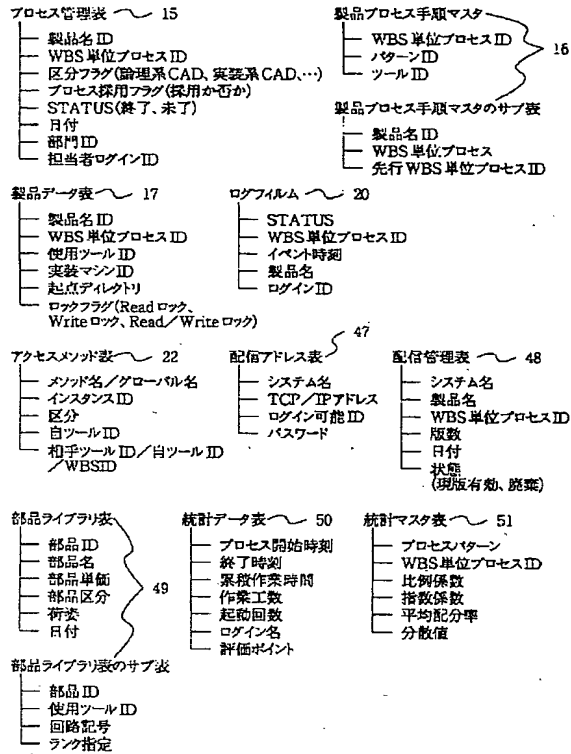 プロセス管理表 15
製品名ID
WBS単位プロセスID
区分フラグ(論理系CAD、実装系CAD、…)
プロセス採用フラグ(採用か否か)
STATUS(終了、未了)
日付
部門ID
担当者ログインID
製品プロセス手順マスタ
WBS単位プロセスID
パターンID
ツールID
16
製品プロセス手順マスタのサブ表
製品名ID
WBS単位プロセス
先行WBS単位プロセスID
製品データ表 17
製品名ID
WBS単位プロセスID
使用ツールID
実装マシンID
起点ディレクトリ
ロックフラグ(Readロック、
Writeロック、Read/Writeロック)
ログフィルム 20
STATUS
WBS単位プロセスID
イベント時刻
製品名
ログインID
アクセスメソッド表 22
メソッド名/グローバル名
インスタンスID
区分
自ツールID
相手ツールID/自ツールID
/WBSID
配信アドレス表 47
システム名
TCP/IPアドレス
ログイン可能ID
パスワード
配信管理表 48
システム名
製品名
WBS単位プロセスID
版数
日付
状態
(現版有効、廃棄)
部品ライブラリ表
部品ID
部品名
部品単価
部品区分
荷姿
日付
49
部品ライブラリ表のサブ表
部品ID
使用ツールID
回路記号
ランク指定
統計データ表 50
プロセス開始時刻
終了時刻
累積作業時間
作業工数
起動回数
ログイン名
評価ポイント
統計マスタ表 51
プロセスパターン
WBS単位プロセスID
比例係数
指数係数
平均配分率
分散値